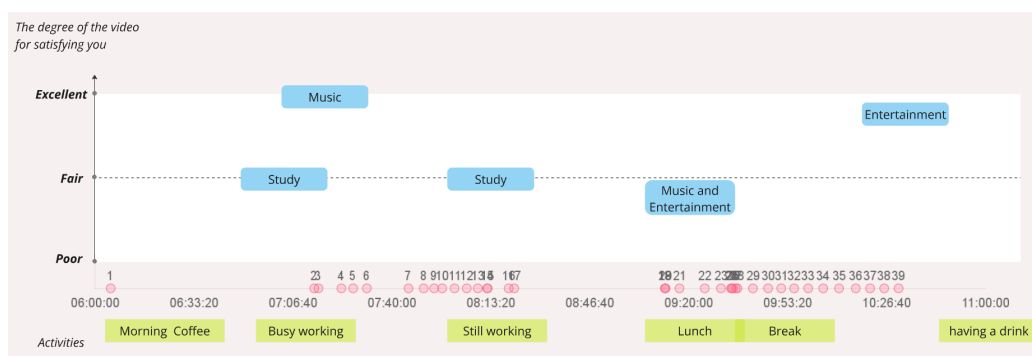 The degree of the video
for satisfying you
Excellent
Music
Entertainment
Fair
Study
Study
Music and
Entertainment
Poor
1 2 3 4 5 6 7 8 9 10 11 12 13 14 16 17 21 22 23 29 30 31 32 33 34 35 36 37 38 39
06:00:00 06:33:20 07:06:40 07:40:00 08:13:20 08:46:40 09:20:00 09:53:20 10:26:40 11:00:00
Morning Coffee Busy working Still working Lunch Break having a drink
Activities